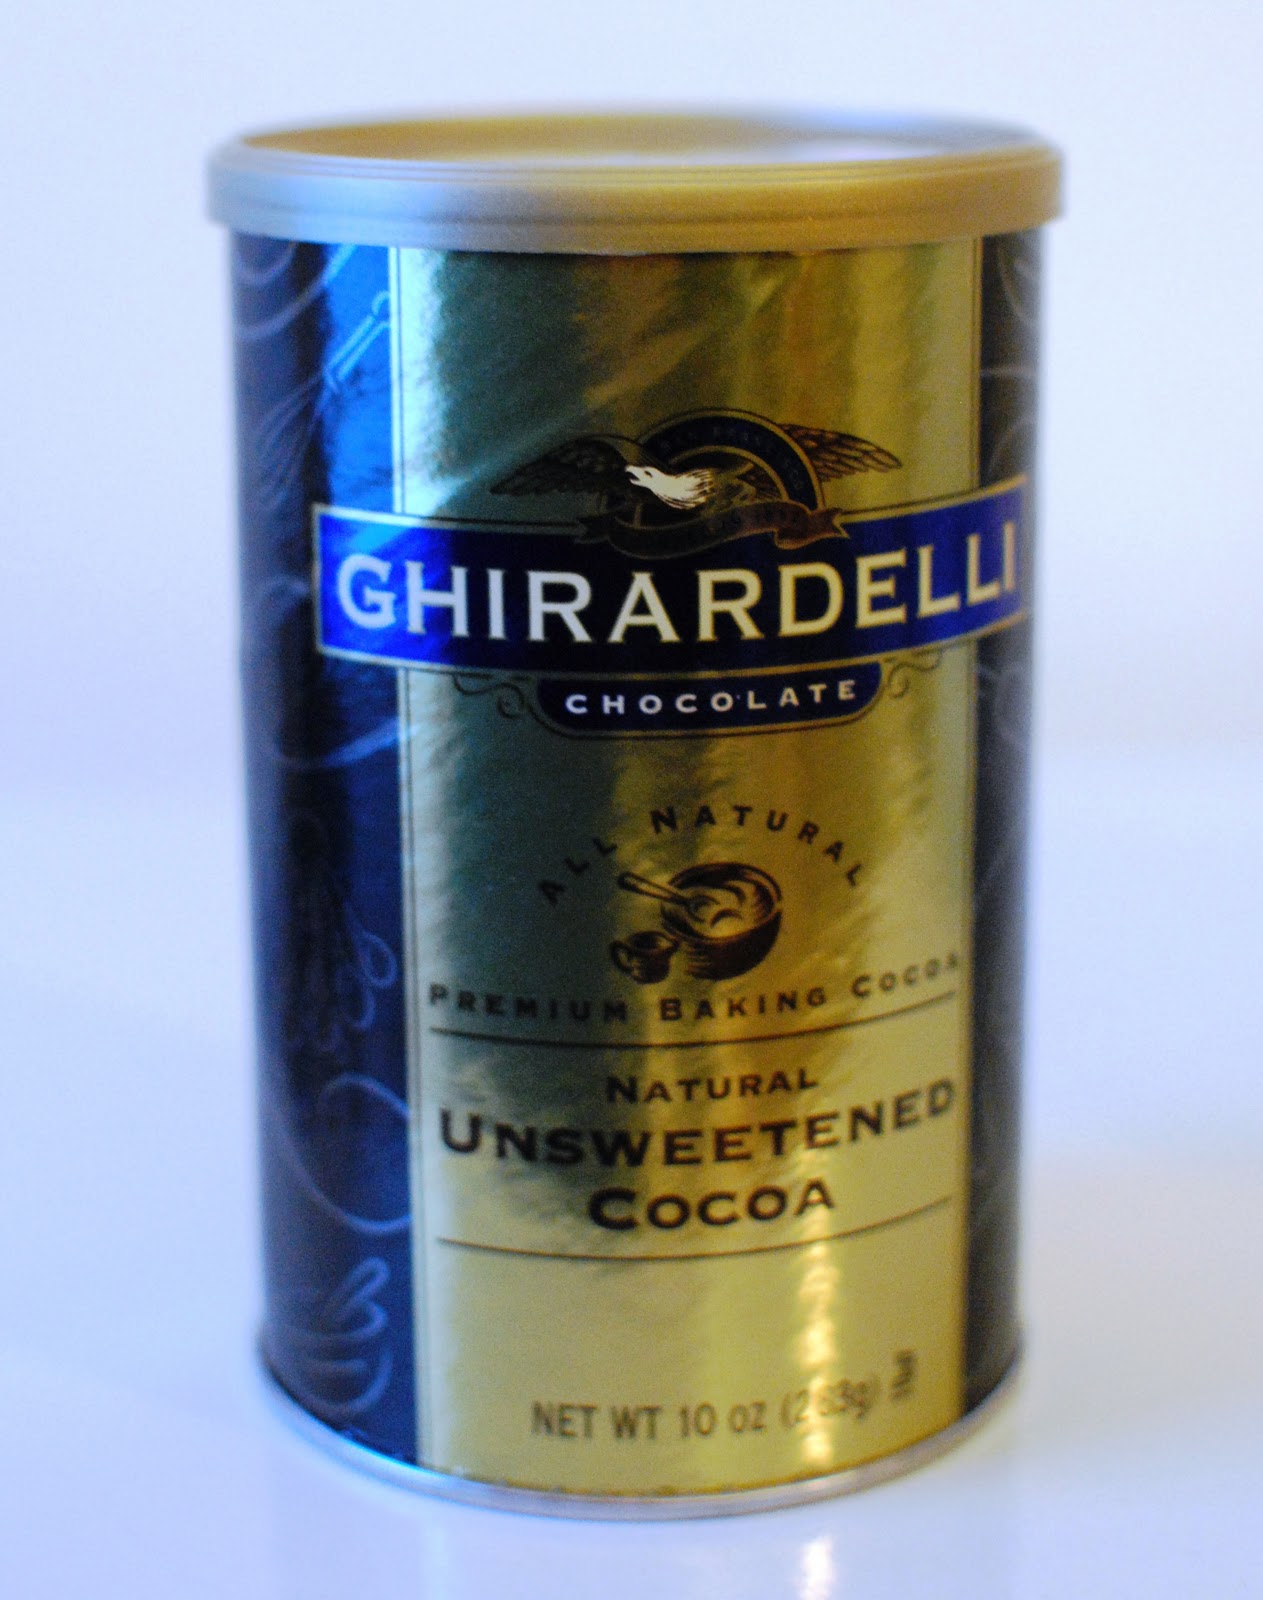 GHIRARDELLI
CHOCOLATE
ALL NATURAL
PREMIUM BAKING COCOA
NATURAL
UNSWEETENED
COCOA
NET WT 10 OZ